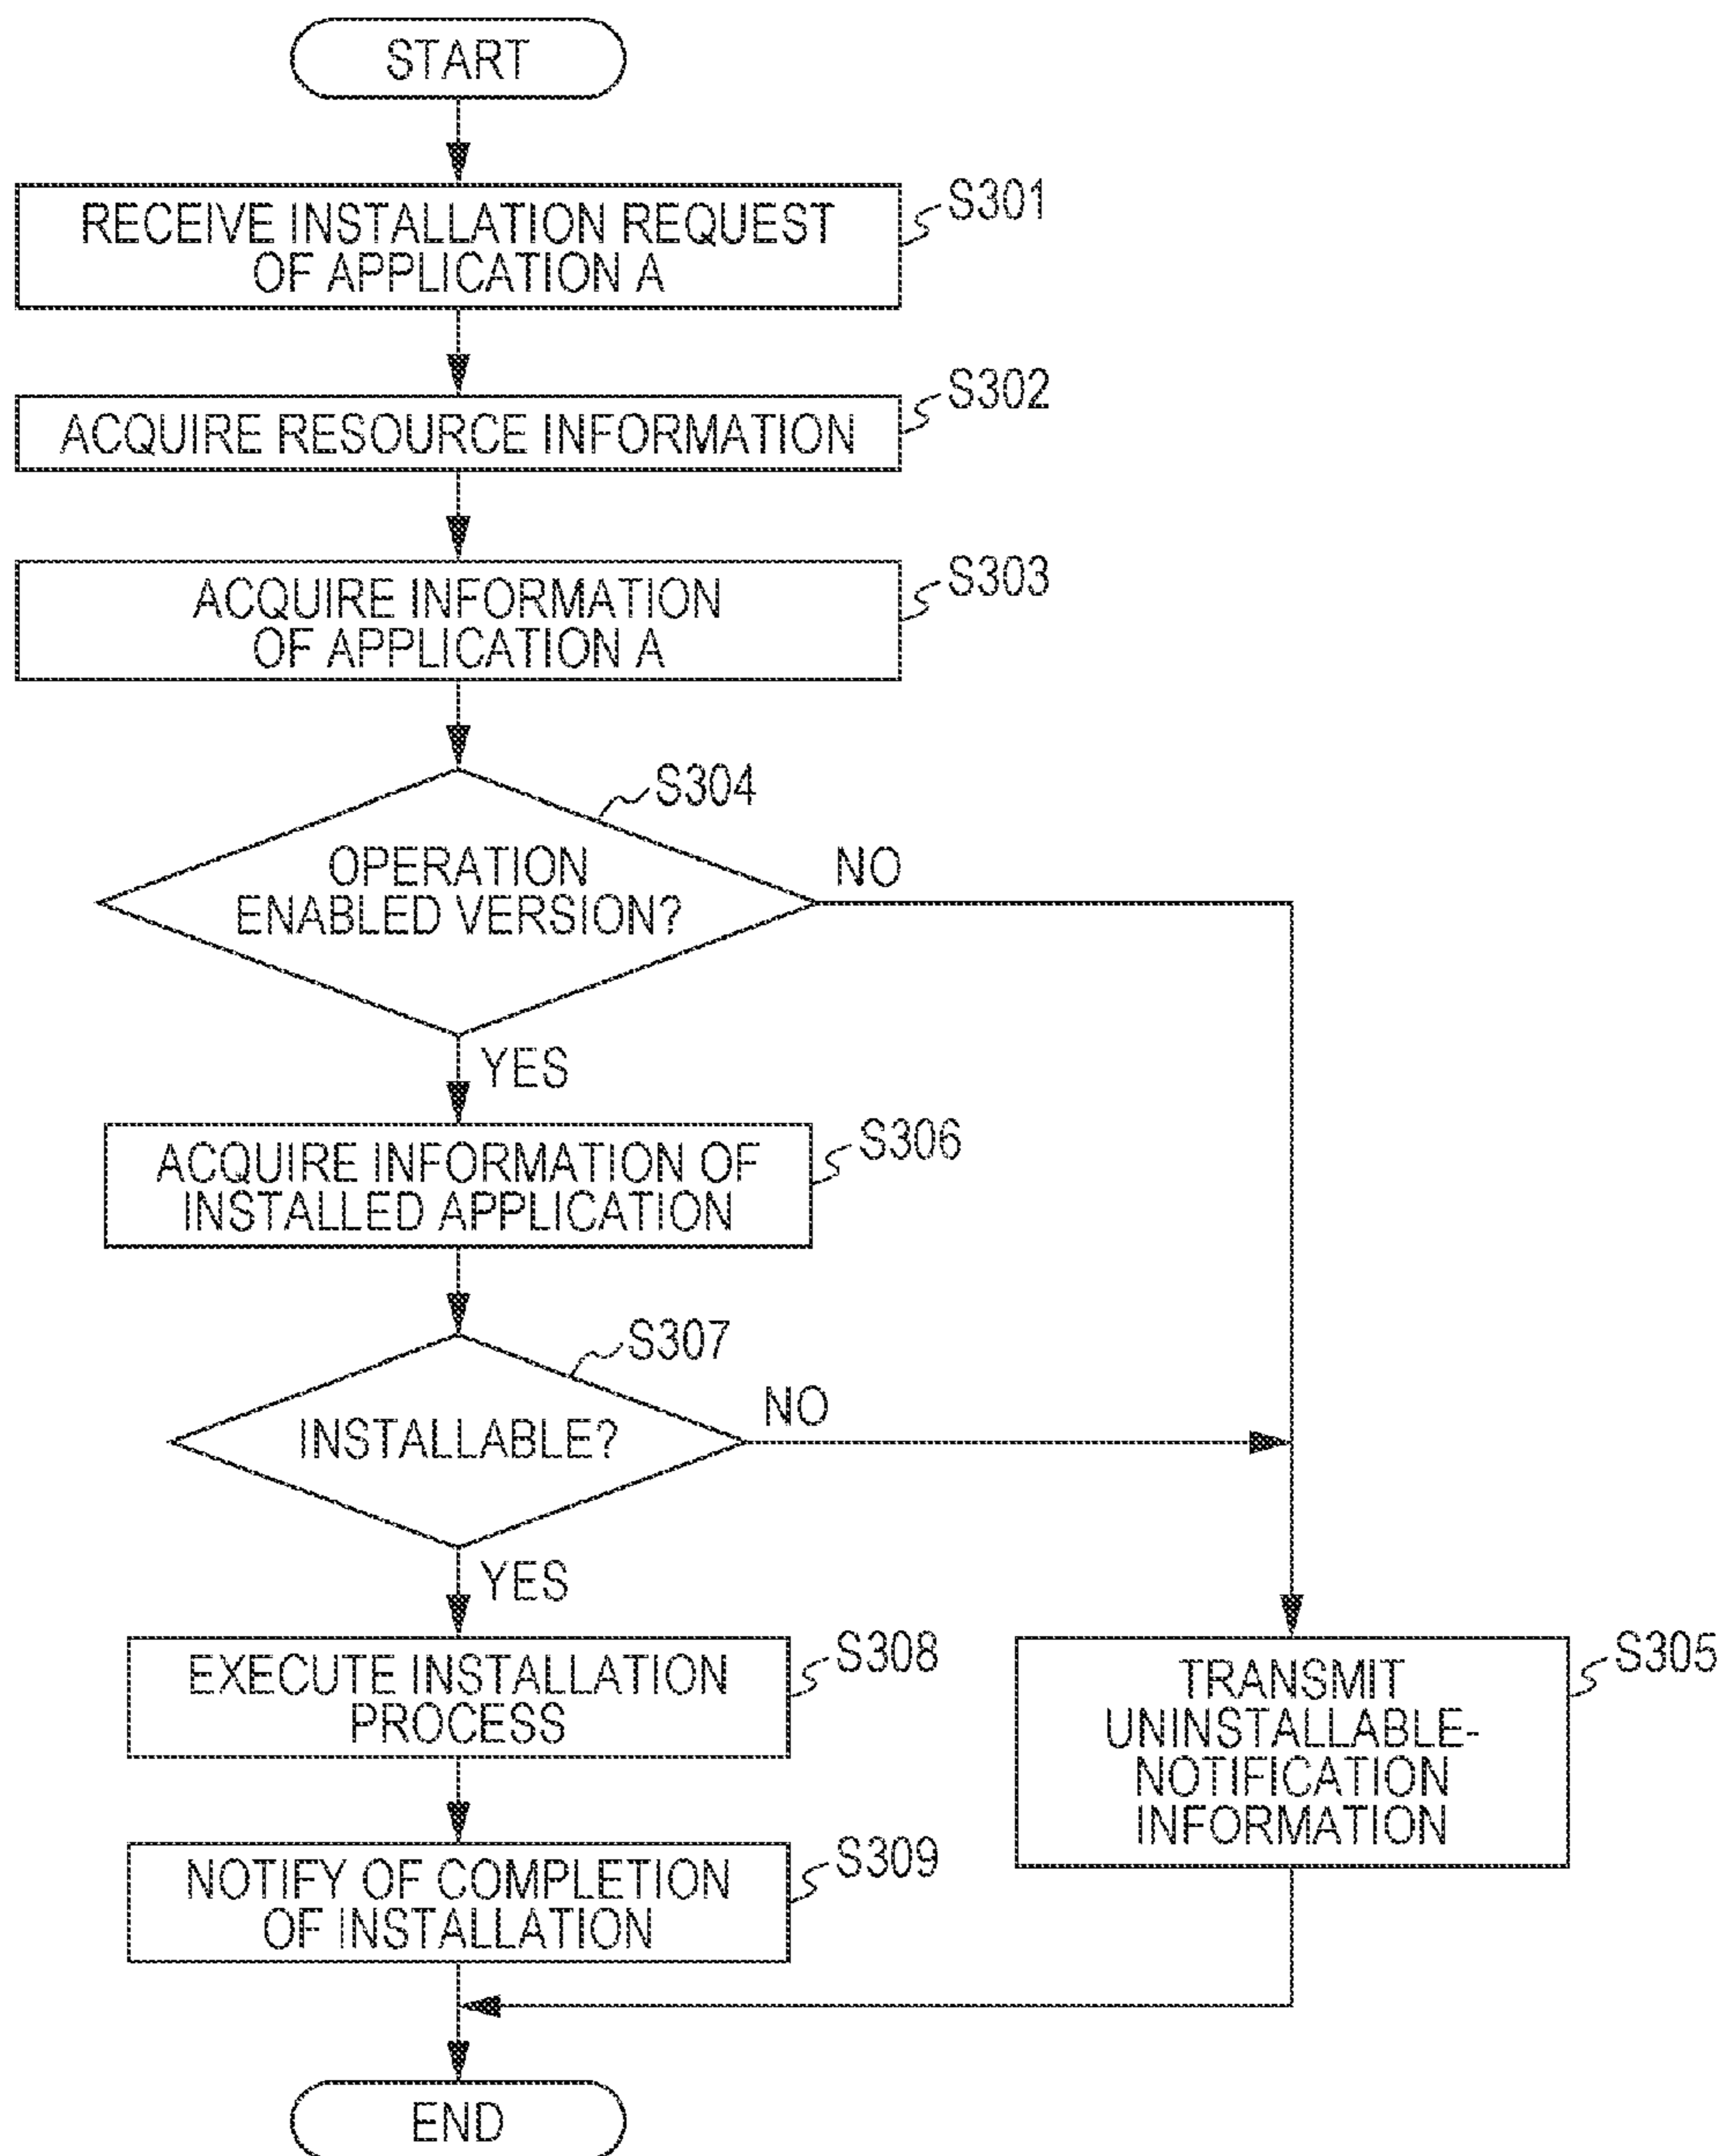 START
RECEIVE INSTALLATION REQUEST
OF APPLICATION A
S301
ACQUIRE RESOURCE INFORMATION
S302
ACQUIRE INFORMATION
OF APPLICATION A
S303
S304
OPERATION
ENABLED VERSION?
NO
YES
ACQUIRE INFORMATION OF
INSTALLED APPLICATION
S306
S307
INSTALLABLE?
NO
YES
EXECUTE INSTALLATION
PROCESS
S308
TRANSMIT
UNINSTALLABLE-
NOTIFICATION
INFORMATION
S305
NOTIFY OF COMPLETION
OF INSTALLATION
S309
END